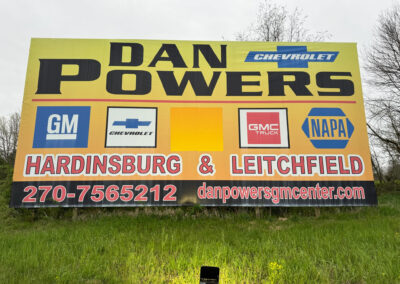 DAN
CHEVROLET
POWERS
GM
CHEVROLET
GMC
TRUCK
NAPA
HARDINSBURG & LEITCHFIELD
270-7565212 danpowersgmcenter.com